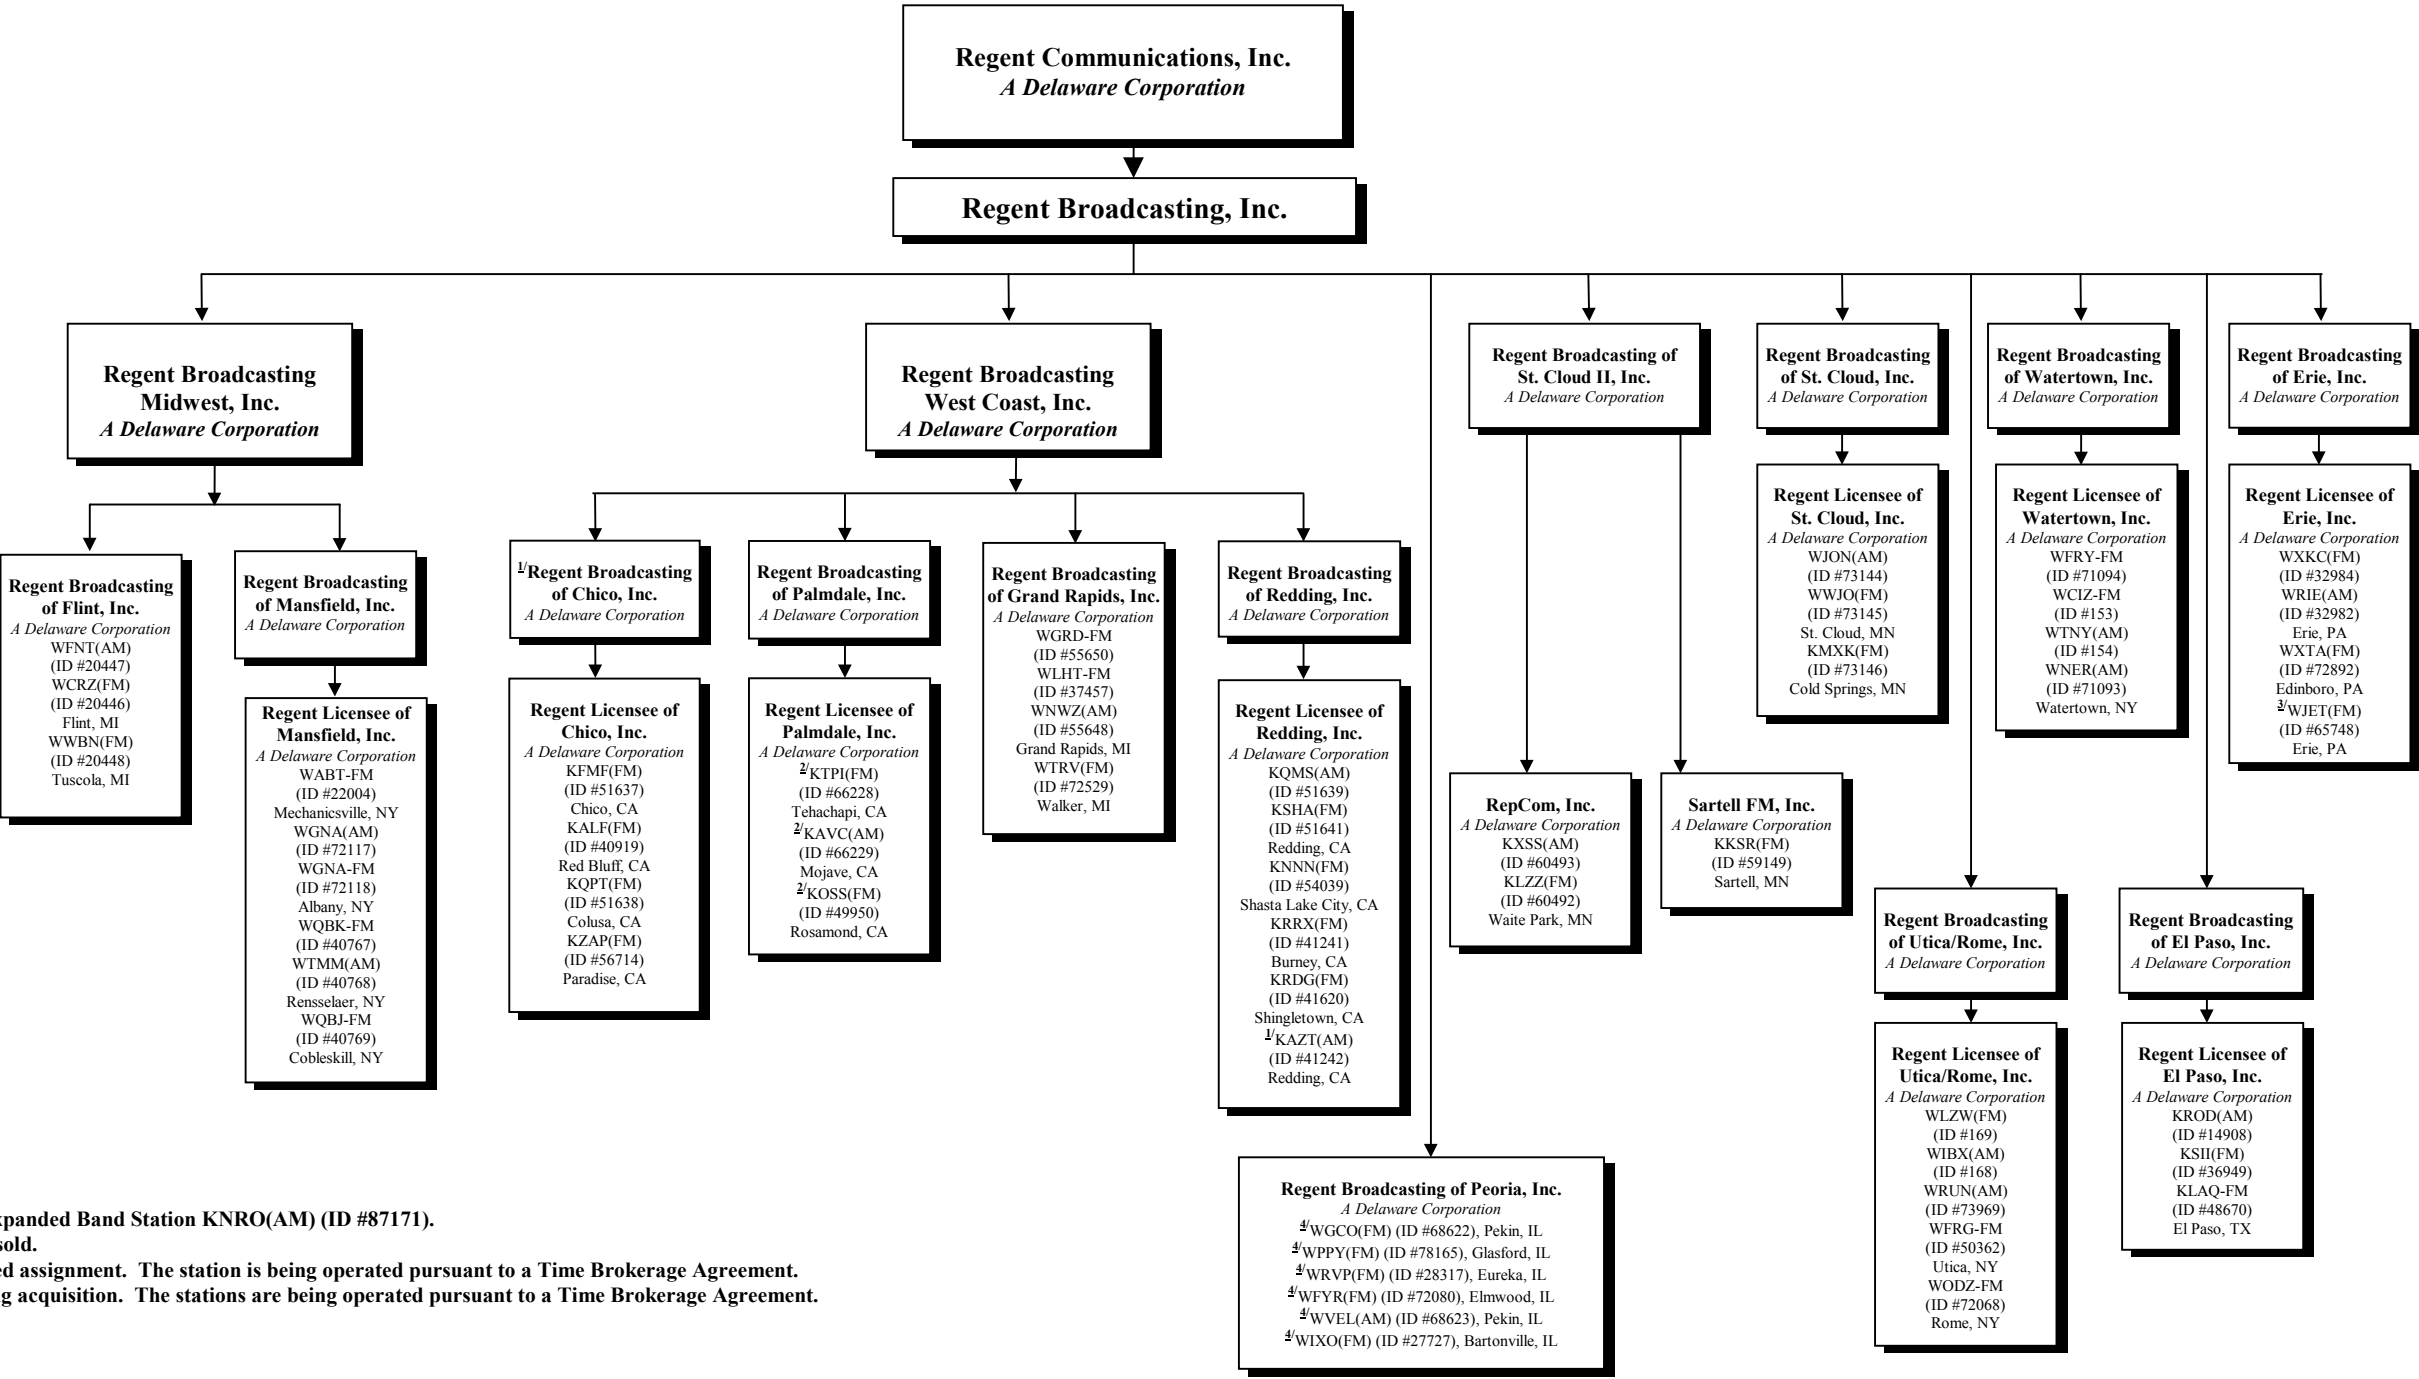 Regent Communications, Inc.
A Delaware Corporation
Regent Broadcasting, Inc.
Regent Broadcasting
Midwest, Inc.
A Delaware Corporation
Regent Broadcasting
of Flint, Inc.
A Delaware Corporation
WFNT(AM)
(ID #20447)
WCRZ(FM)
(ID #20446)
Flint, MI
WWBN(FM)
(ID #20448)
Tuscola, MI
Regent Broadcasting
of Mansfield, Inc.
A Delaware Corporation
Regent Licensee of
Mansfield, Inc.
A Delaware Corporation
WABT-FM
(ID #22004)
Mechanicsville, NY
WGNA(AM)
(ID #72117)
WGNA-FM
(ID #72118)
Albany, NY
WQBK-FM
(ID #40767)
WTMM(AM)
(ID #40768)
Rensselaer, NY
WQBJ-FM
(ID #40769)
Cobleskill, NY
Regent Broadcasting
West Coast, Inc.
A Delaware Corporation
1/Regent Broadcasting
of Chico, Inc.
A Delaware Corporation
Regent Licensee of
Chico, Inc.
A Delaware Corporation
KFMF(FM)
(ID #51637)
Chico, CA
KALF(FM)
(ID #40919)
Red Bluff, CA
KQPT(FM)
(ID #51638)
Colusa, CA
KZAP(FM)
(ID #56714)
Paradise, CA
Regent Broadcasting
of Palmdale, Inc.
A Delaware Corporation
Regent Licensee of
Palmdale, Inc.
A Delaware Corporation
2/KTPI(FM)
(ID #66228)
Tehachapi, CA
2/KAVC(AM)
(ID #66229)
Mojave, CA
2/KOSS(FM)
(ID #49950)
Rosamond, CA
Regent Broadcasting
of Grand Rapids, Inc.
A Delaware Corporation
WGRD-FM
(ID #55650)
WLHT-FM
(ID #37457)
WNWZ(AM)
(ID #55648)
Grand Rapids, MI
WTRV(FM)
(ID #72529)
Walker, MI
Regent Broadcasting
of Redding, Inc.
A Delaware Corporation
Regent Licensee of
Redding, Inc.
A Delaware Corporation
KQMS(AM)
(ID #51639)
KSHA(FM)
(ID #51641)
Redding, CA
KNNN(FM)
(ID #54039)
Shasta Lake City, CA
KRRX(FM)
(ID #41241)
Burney, CA
KRDG(FM)
(ID #41620)
Shingletown, CA
1/KAZT(AM)
(ID #41242)
Redding, CA
Regent Broadcasting of Peoria, Inc.
A Delaware Corporation
4/WGCO(FM) (ID #68622), Pekin, IL
4/WPPY(FM) (ID #78165), Glasford, IL
4/WRVP(FM) (ID #28317), Eureka, IL
4/WFYR(FM) (ID #72080), Elmwood, IL
4/WVEL(AM) (ID #68623), Pekin, IL
4/WIXO(FM) (ID #27727), Bartonville, IL
Regent Broadcasting of
St. Cloud II, Inc.
A Delaware Corporation
RepCom, Inc.
A Delaware Corporation
KXSS(AM)
(ID #60493)
KLZZ(FM)
(ID #60492)
Waite Park, MN
Sartell FM, Inc.
A Delaware Corporation
KKSR(FM)
(ID #59149)
Sartell, MN
Regent Broadcasting
of St. Cloud, Inc.
A Delaware Corporation
Regent Licensee of
St. Cloud, Inc.
A Delaware Corporation
WJON(AM)
(ID #73144)
WWJO(FM)
(ID #73145)
St. Cloud, MN
KMXK(FM)
(ID #73146)
Cold Springs, MN
Regent Broadcasting
of Utica/Rome, Inc.
A Delaware Corporation
Regent Licensee of
Utica/Rome, Inc.
A Delaware Corporation
WLZW(FM)
(ID #169)
WIBX(AM)
(ID #168)
WRUN(AM)
(ID #73969)
WFRG-FM
(ID #50362)
Utica, NY
WODZ-FM
(ID #72068)
Rome, NY
Regent Broadcasting
of Watertown, Inc.
A Delaware Corporation
Regent Licensee of
Watertown, Inc.
A Delaware Corporation
WFRY-FM
(ID #71094)
WCIZ-FM
(ID #153)
WTNY(AM)
(ID #154)
WNER(AM)
(ID #71093)
Watertown, NY
Regent Broadcasting
of El Paso, Inc.
A Delaware Corporation
Regent Licensee of
El Paso, Inc.
A Delaware Corporation
KROD(AM)
(ID #14908)
KSII(FM)
(ID #36949)
KLAQ-FM
(ID #48670)
El Paso, TX
Regent Broadcasting
of Erie, Inc.
A Delaware Corporation
Regent Licensee of
Erie, Inc.
A Delaware Corporation
WXKC(FM)
(ID #32984)
WRIE(AM)
(ID #32982)
Erie, PA
WXTA(FM)
(ID #72892)
Edinboro, PA
3/WJET(FM)
(ID #65748)
Erie, PA
xpanded Band Station KNRO(AM) (ID #87171).
sold.
ed assignment. The station is being operated pursuant to a Time Brokerage Agreement.
g acquisition. The stations are being operated pursuant to a Time Brokerage Agreement.